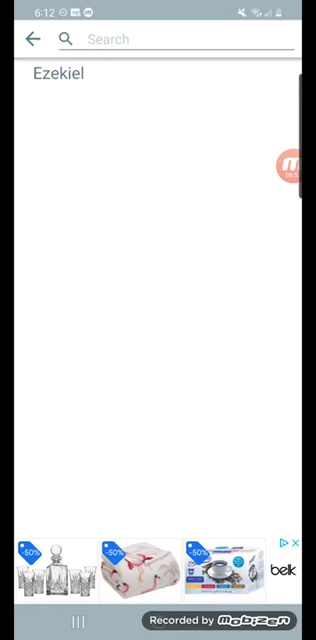 6:12
Search
Ezekiel
-50%
-50%
-50%
belk
Recorded by mobizen